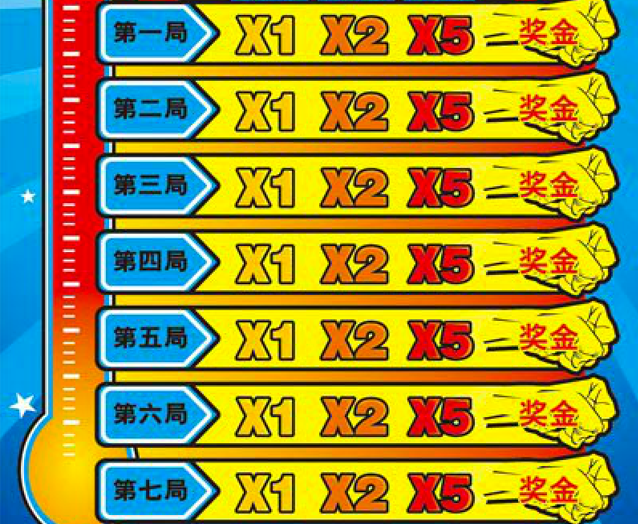 第一局 X1 X2 X5 奖金
第二局 X1 X2 X5 奖金
第三局 X1 X2 X5 奖金
第四局 X1 X2 X5 奖金
第五局 X1 X2 X5 奖金
第六局 X1 X2 X5 奖金
第七局 X1 X2 X5 奖金